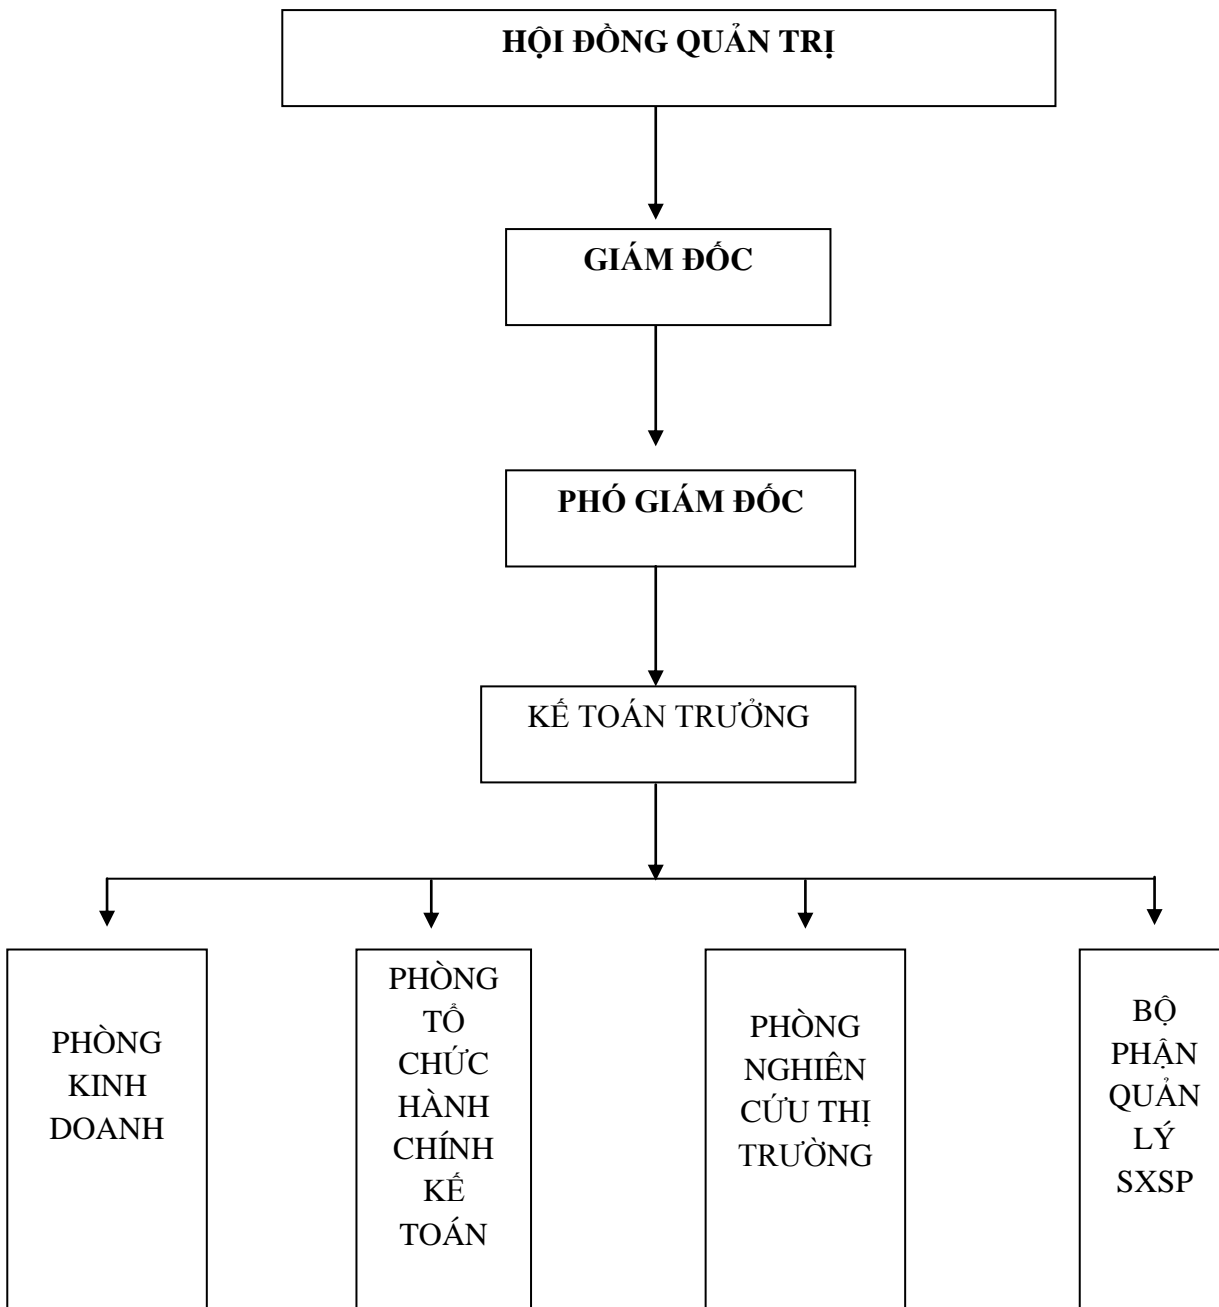 HỘI ĐỒNG QUẢN TRỊ
GIÁM ĐỐC
PHÓ GIÁM ĐỐC
KẾ TOÁN TRƯỞNG
PHÒNG
KINH
DOANH
PHÒNG
TỔ
CHỨC
HÀNH
CHÍNH
KẾ
TOÁN
PHÒNG
NGHIÊN
CỨU THỊ
TRƯỜNG
BỘ
PHẬN
QUẢN
LÝ
SXSP